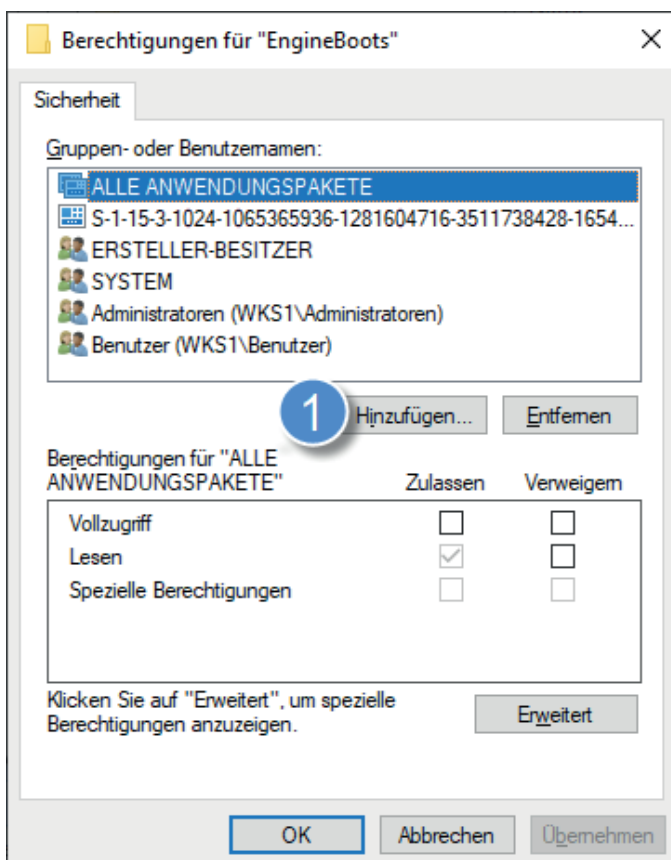 Berechtigungen für "EngineBoots"
Sicherheit
Gruppen- oder Benutzernamen:
ALLE ANWENDUNGSPAKETE
S-1-15-3-1024-1065365936-1281604716-3511738428-1654...
ERSTELLER-BESITZER
SYSTEM
Administratoren (WKS1\Administratoren)
Benutzer (WKS1\Benutzer)
1 Hinzufügen... Entfernen
Berechtigungen für "ALLE
ANWENDUNGSPAKETE" Zulassen Verweigern
Vollzugriff
Lesen
Spezielle Berechtigungen
Klicken Sie auf "Erweitert", um spezielle
Berechtigungen anzuzeigen. Erweitert
OK Abbrechen Übernehmen